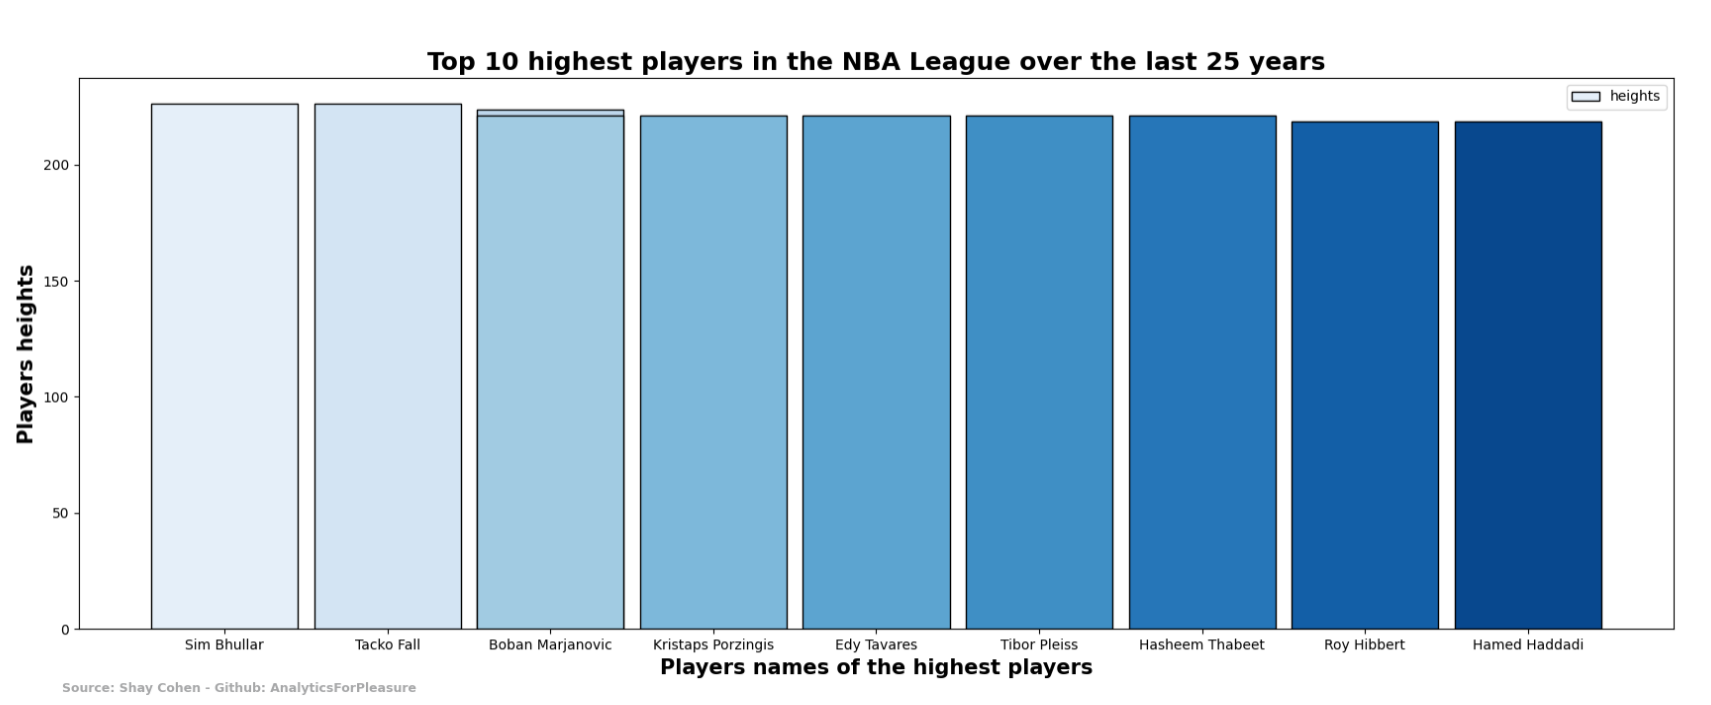 Top 10 highest players in the NBA League over the last 25 years
heights
Players heights
200
150
100
50
0
Sim Bhullar
Tacko Fall
Boban Marjanovic
Kristaps Porzingis
Edy Tavares
Tibor Pleiss
Hasheem Thabeet
Roy Hibbert
Hamed Haddadi
Players names of the highest players
Source: Shay Cohen - Github: AnalyticsForPleasure